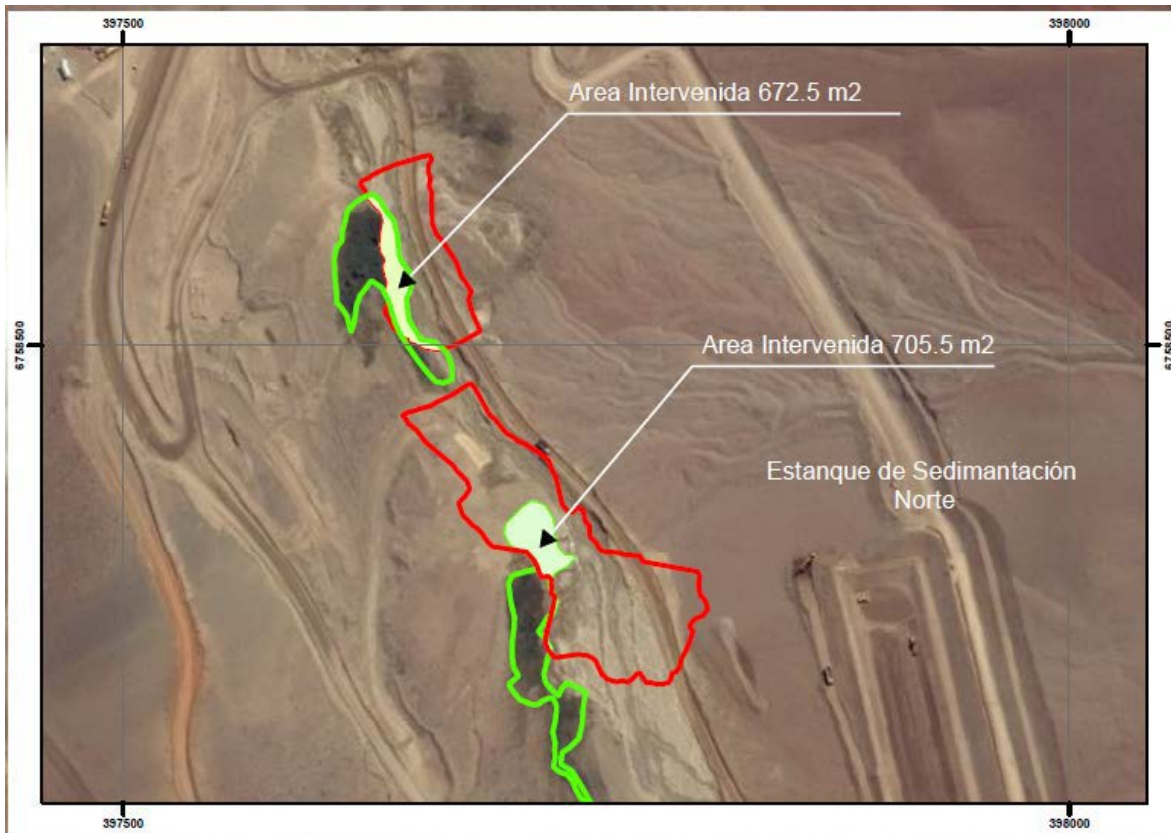 397500
398000
Area Intervenida 672.5 m2
6758500
6758500
Area Intervenida 705.5 m2
Estanque de Sedimantación
Norte
397500
398000